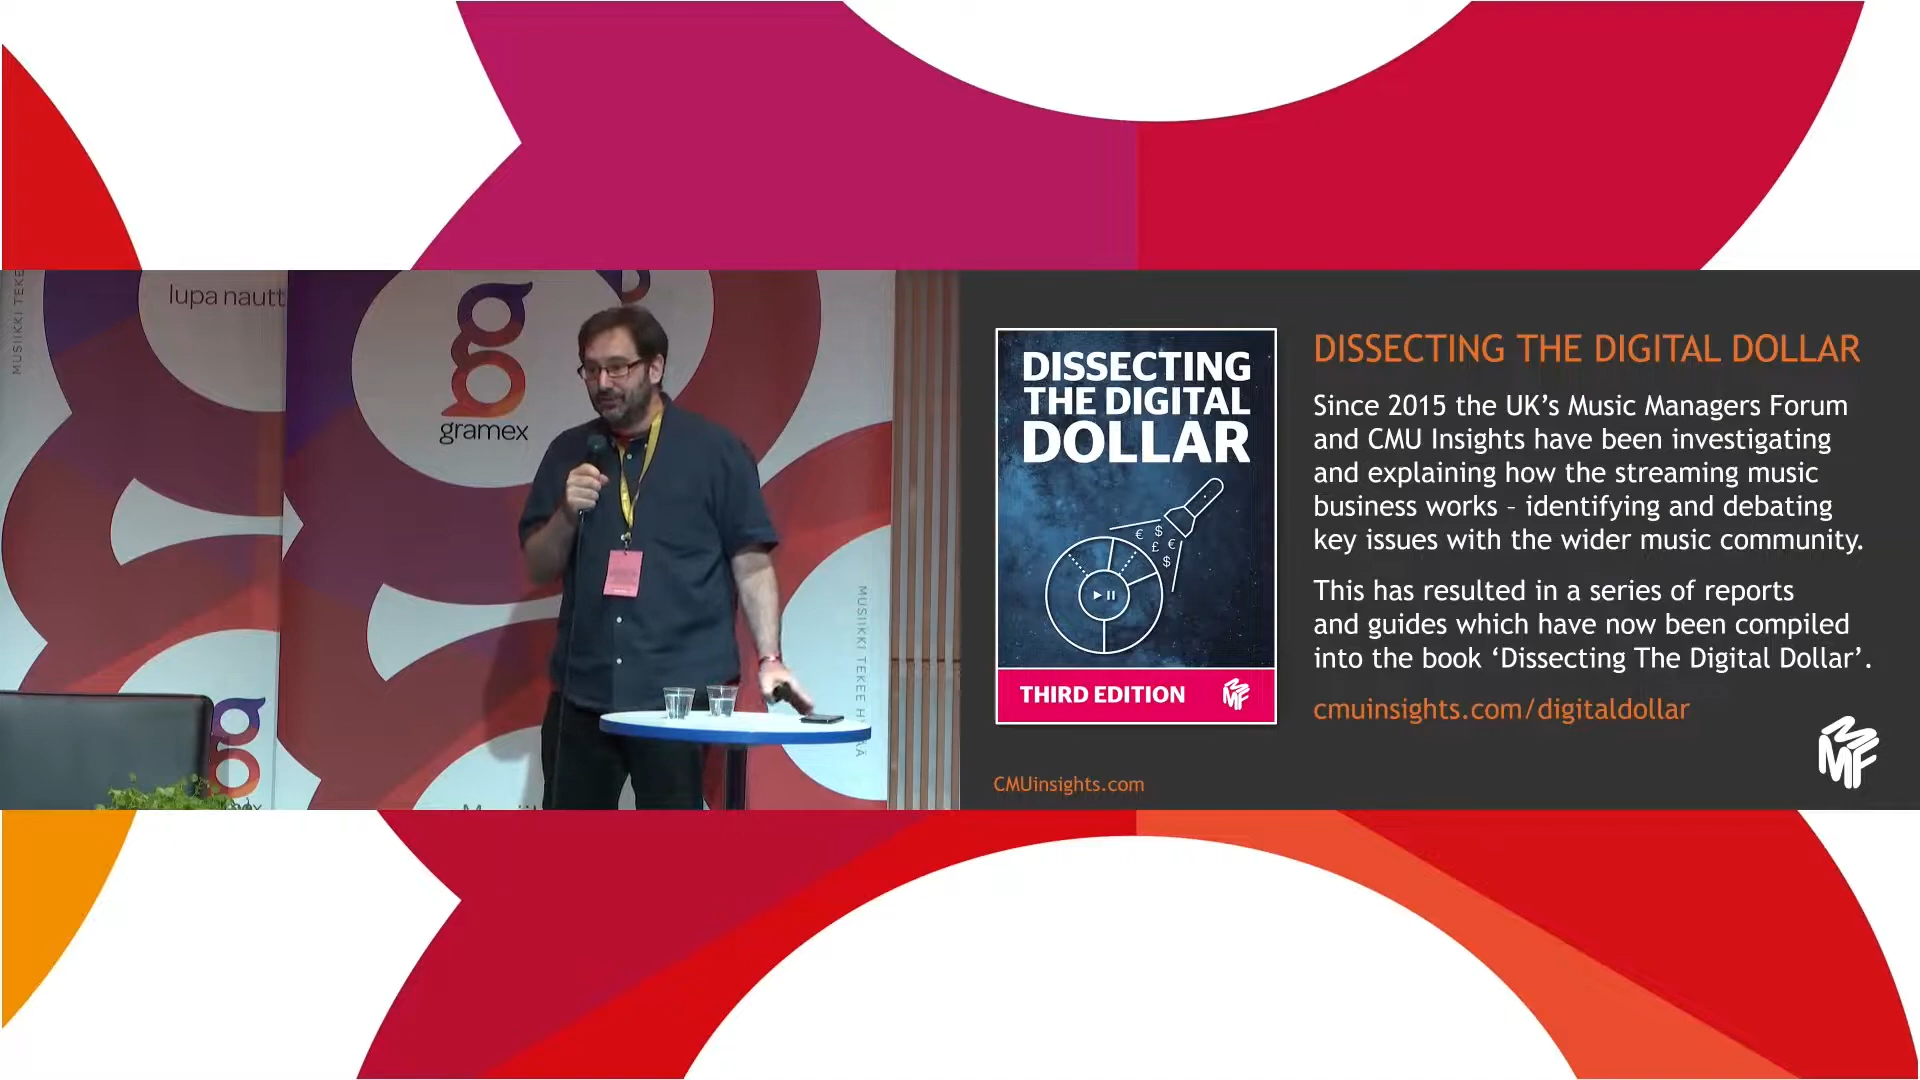 MUSIIKKI TEKE
lupa nautt
gramex
MUSIIKKI TEKEE H
DISSECTING
THE DIGITAL
DOLLAR
THIRD EDITION
DISSECTING THE DIGITAL DOLLAR
Since 2015 the UK’s Music Managers Forum
and CMU Insights have been investigating
and explaining how the streaming music
business works – identifying and debating
key issues with the wider music community.
This has resulted in a series of reports
and guides which have now been compiled
into the book ‘Dissecting The Digital Dollar’.
cmuinsights.com/digitaldollar
MMF
CMUinsights.com